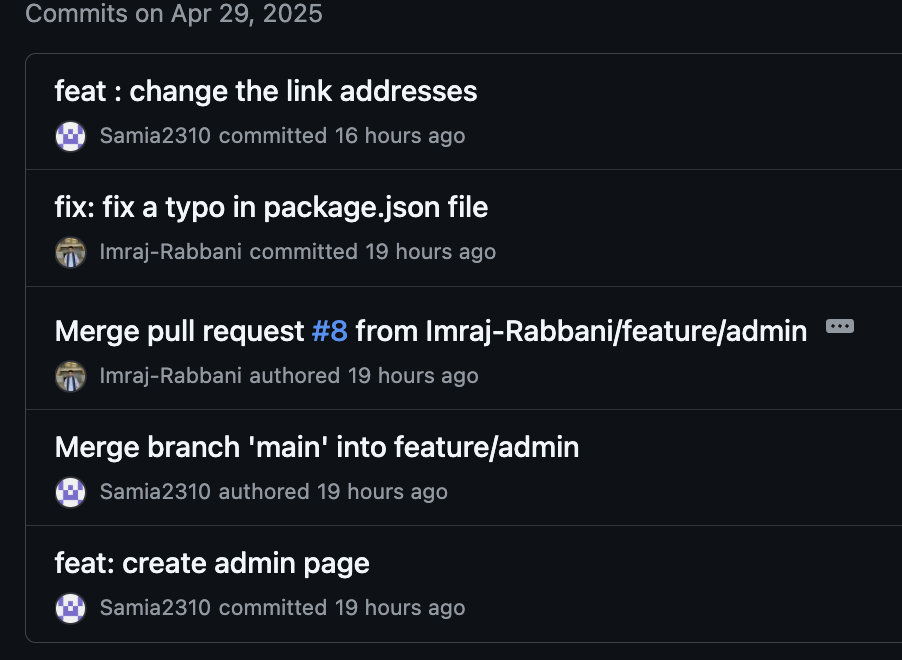 Commits on Apr 29, 2025
feat : change the link addresses
Samia2310 committed 16 hours ago
fix: fix a typo in package.json file
Imraj-Rabbani committed 19 hours ago
Merge pull request #8 from Imraj-Rabbani/feature/admin
Imraj-Rabbani authored 19 hours ago
Merge branch 'main' into feature/admin
Samia2310 authored 19 hours ago
feat: create admin page
Samia2310 committed 19 hours ago